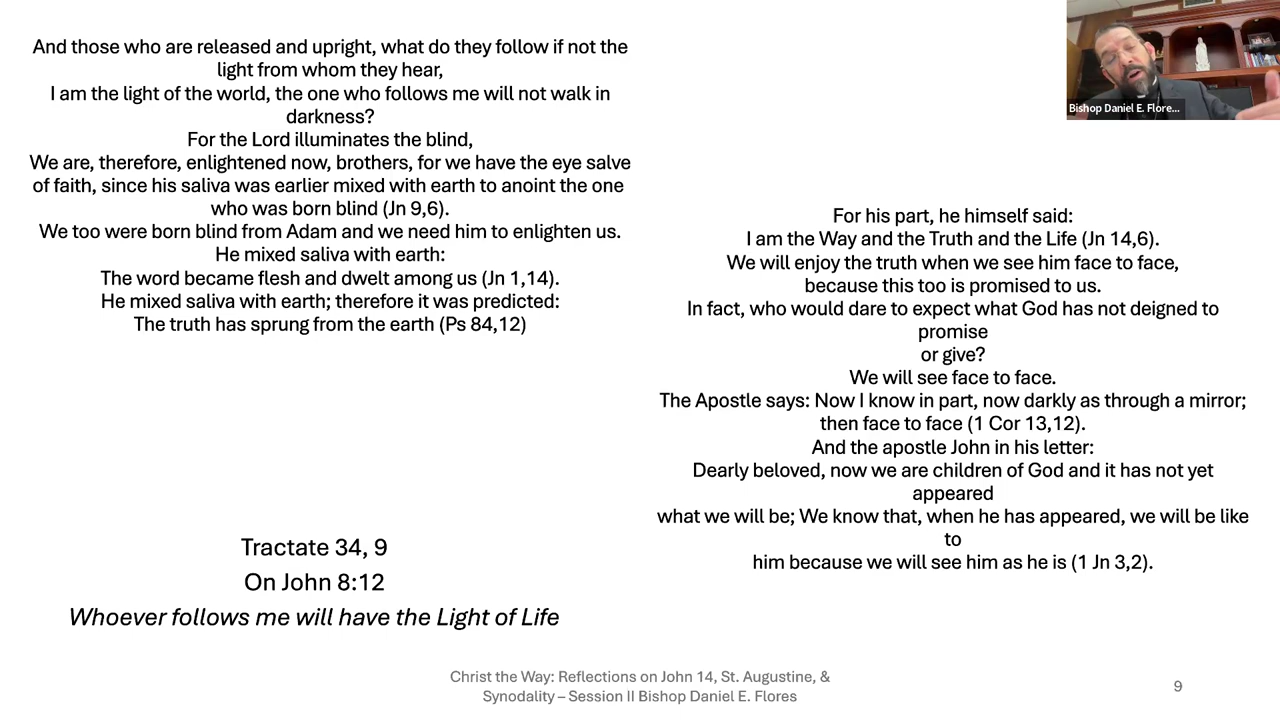 And those who are released and upright, what do they follow if not the
light from whom they hear,
I am the light of the world, the one who follows me will not walk in
darkness?
For the Lord illuminates the blind,
We are, therefore, enlightened now, brothers, for we have the eye salve
of faith, since his saliva was earlier mixed with earth to anoint the one
who was born blind (Jn 9,6).
We too were born blind from Adam and we need him to enlighten us.
He mixed saliva with earth:
The word became flesh and dwelt among us (Jn 1,14).
He mixed saliva with earth; therefore it was predicted:
The truth has sprung from the earth (Ps 84,12)
Tractate 34, 9
On John 8:12
Whoever follows me will have the Light of Life
For his part, he himself said:
I am the Way and the Truth and the Life (Jn 14,6).
We will enjoy the truth when we see him face to face,
because this too is promised to us.
In fact, who would dare to expect what God has not deigned to
promise
or give?
We will see face to face.
The Apostle says: Now I know in part, now darkly as through a mirror;
then face to face (1 Cor 13,12).
And the apostle John in his letter:
Dearly beloved, now we are children of God and it has not yet
appeared
what we will be; We know that, when he has appeared, we will be like
to
him because we will see him as he is (1 Jn 3,2).
Bishop Daniel E. Flore...
Christ the Way: Reflections on John 14, St. Augustine, &
Synodality – Session II Bishop Daniel E. Flores
9